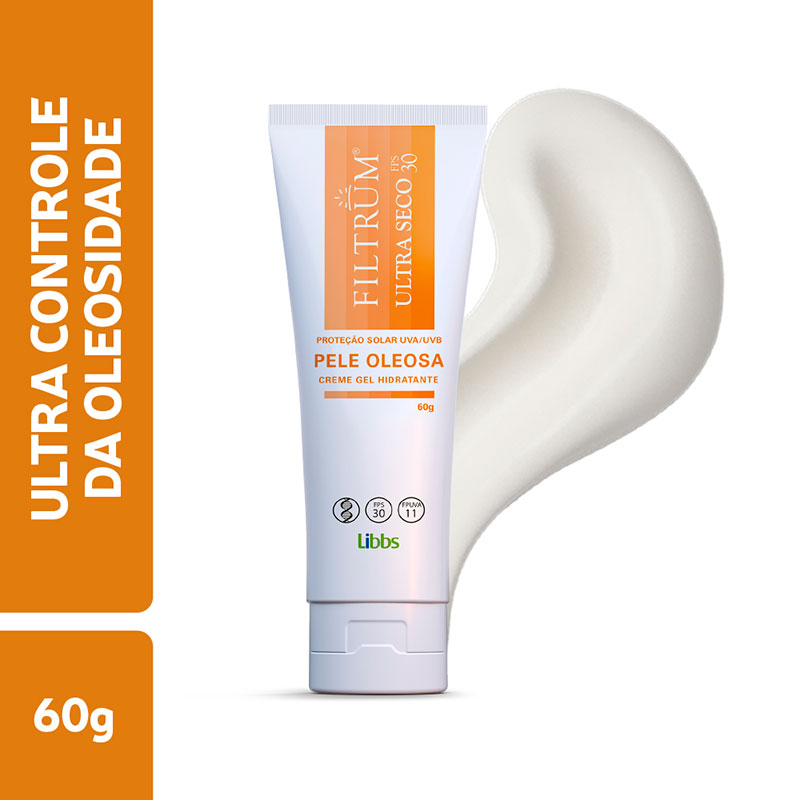 ULTRA CONTROLE
DA OLEOSIDADE
60g
FILTRUM®
ULTRA SECO FPS 30
PROTEÇÃO SOLAR UVA/UVB
PELE OLEOSA
CREME GEL HIDRATANTE
60g
FPS
30
FPUVA
11
Libbs